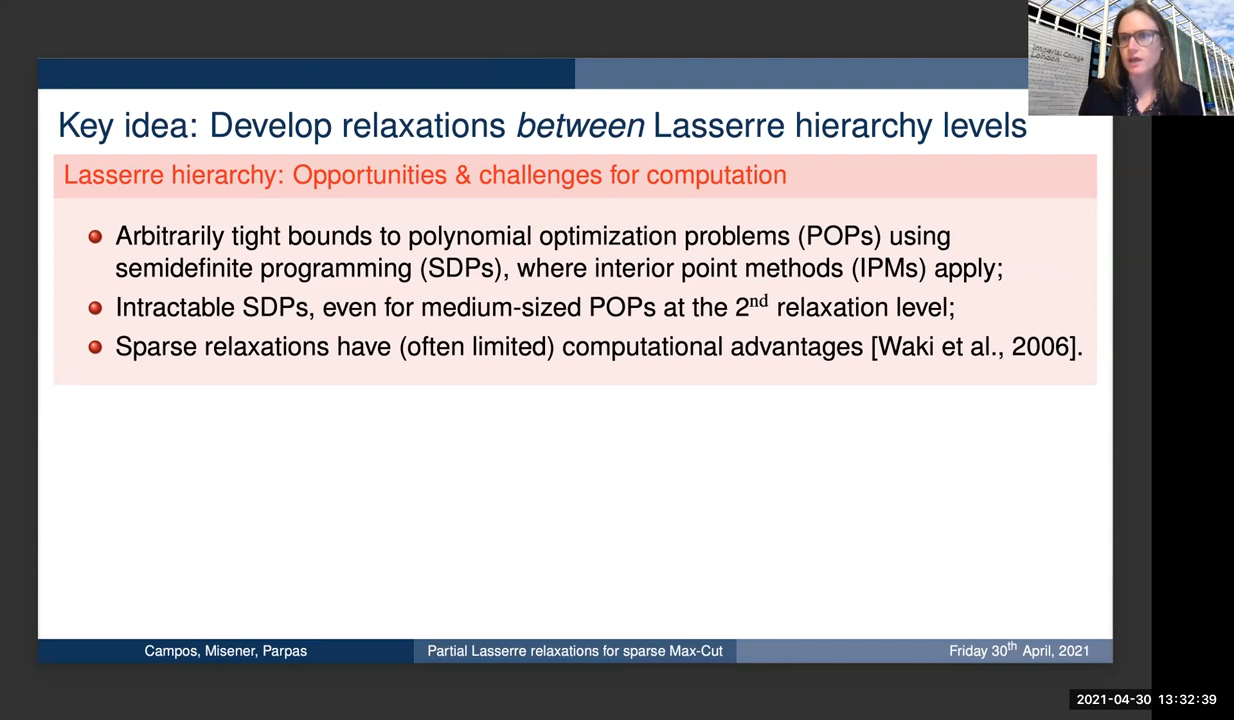 Imperial College
London
Key idea: Develop relaxations between Lasserre hierarchy levels
Lasserre hierarchy: Opportunities & challenges for computation
Arbitrarily tight bounds to polynomial optimization problems (POPs) using
semidefinite programming (SDPs), where interior point methods (IPMs) apply;
Intractable SDPs, even for medium-sized POPs at the 2nd relaxation level;
Sparse relaxations have (often limited) computational advantages [Waki et al., 2006].
Campos, Misener, Parpas
Partial Lasserre relaxations for sparse Max-Cut
Friday 30th April, 2021
2021-04-30 13:32:39